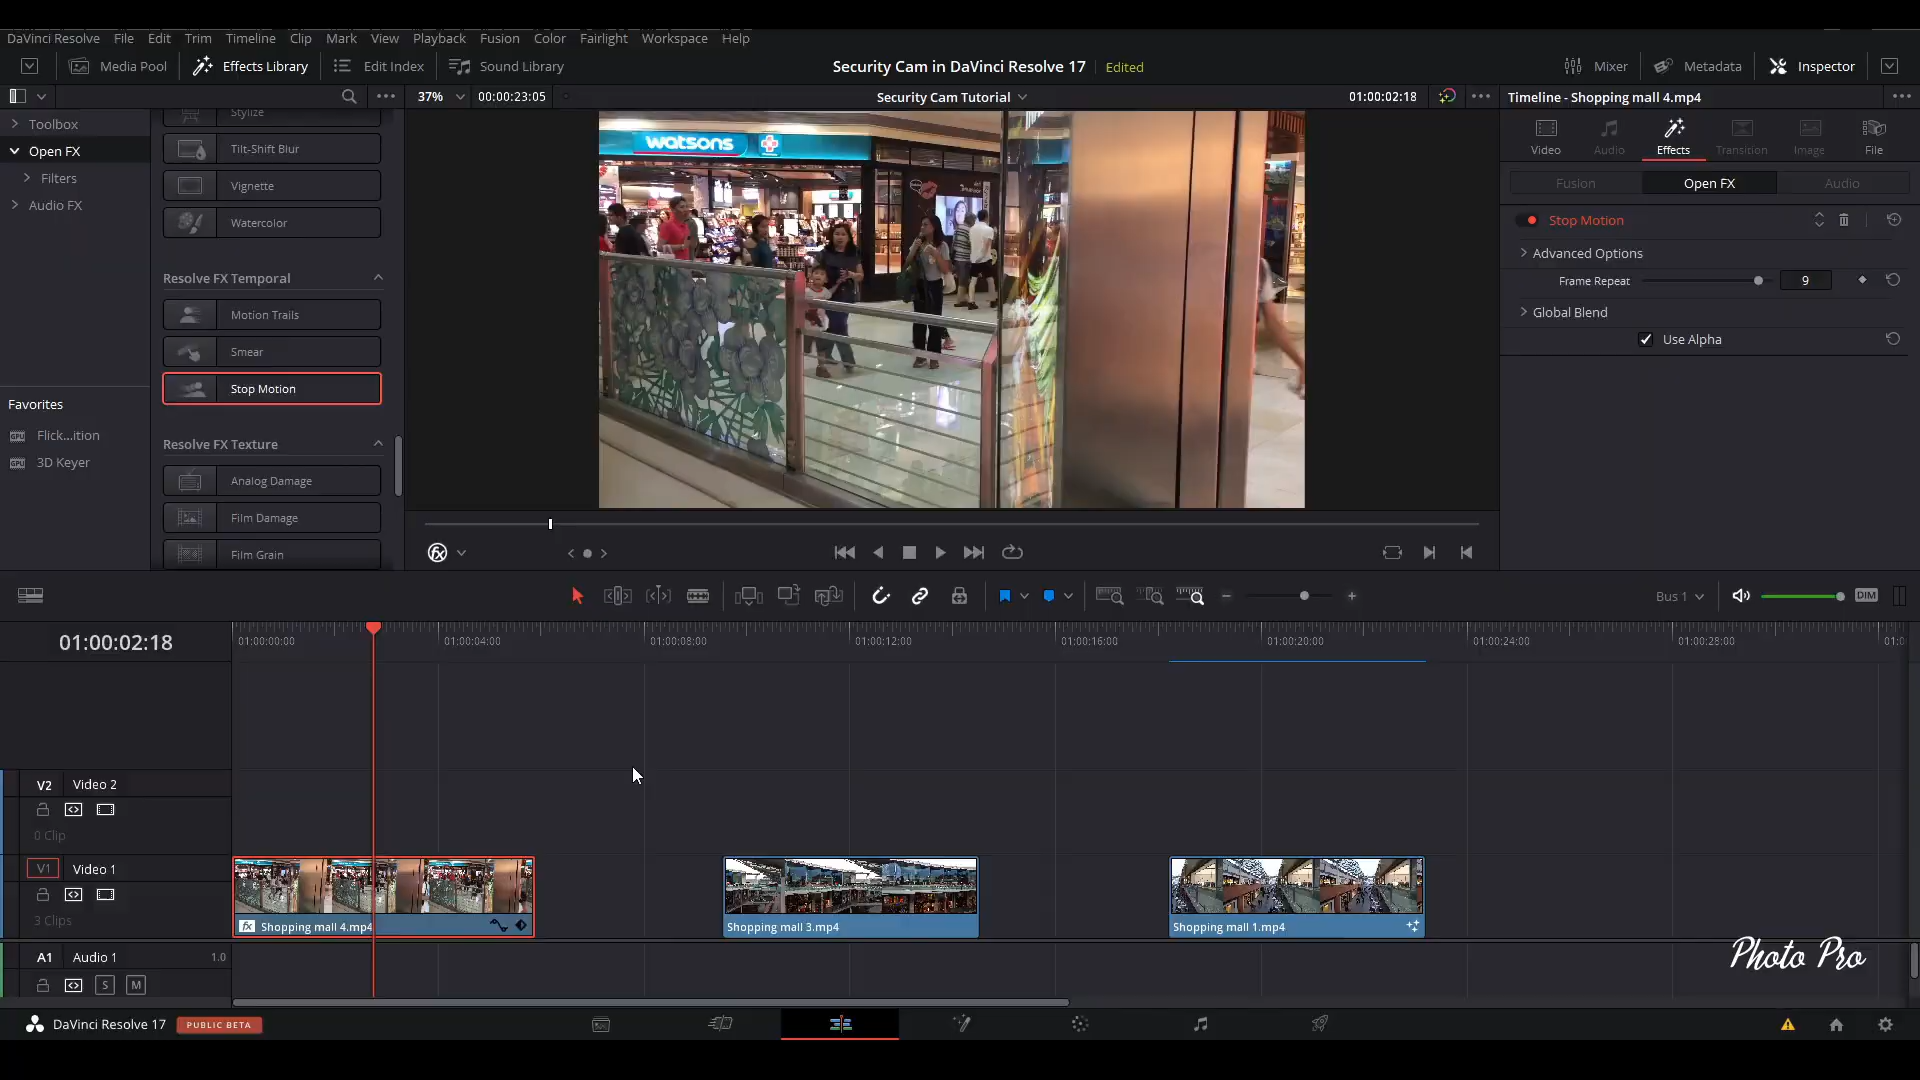 DaVinci Resolve File Edit Trim Timeline Clip Mark View Playback Fusion Color Fairlight Workspace Help
Media Pool Effects Library Edit Index Sound Library Security Cam in DaVinci Resolve 17 Edited Mixer Metadata Inspector
37% 00:00:23:05 Security Cam Tutorial 01:00:02:18 Timeline - Shopping mall 4.mp4
Toolbox
Open FX
Filters
Audio FX
Favorites
Flick...ition
3D Keyer
Stylize
Tilt-Shift Blur
Vignette
Watercolor
Resolve FX Temporal
Motion Trails
Smear
Stop Motion
Resolve FX Texture
Analog Damage
Film Damage
Film Grain
watsons
Video Audio Effects Transition Image File
Fusion Open FX Audio
Stop Motion
Advanced Options
Frame Repeat 9
Global Blend
Use Alpha
fx
Bus 1 DIM
01:00:02:18 01:00:00:00 01:00:04:00 01:00:08:00 01:00:12:00 01:00:16:00 01:00:20:00 01:00:24:00 01:00:28:00 01:0
V2 Video 2
0 Clip
V1 Video 1
3 Clips
fx Shopping mall 4.mp4 Shopping mall 3.mp4 Shopping mall 1.mp4
A1 Audio 1 1.0
S M
Photo Pro
DaVinci Resolve 17 PUBLIC BETA